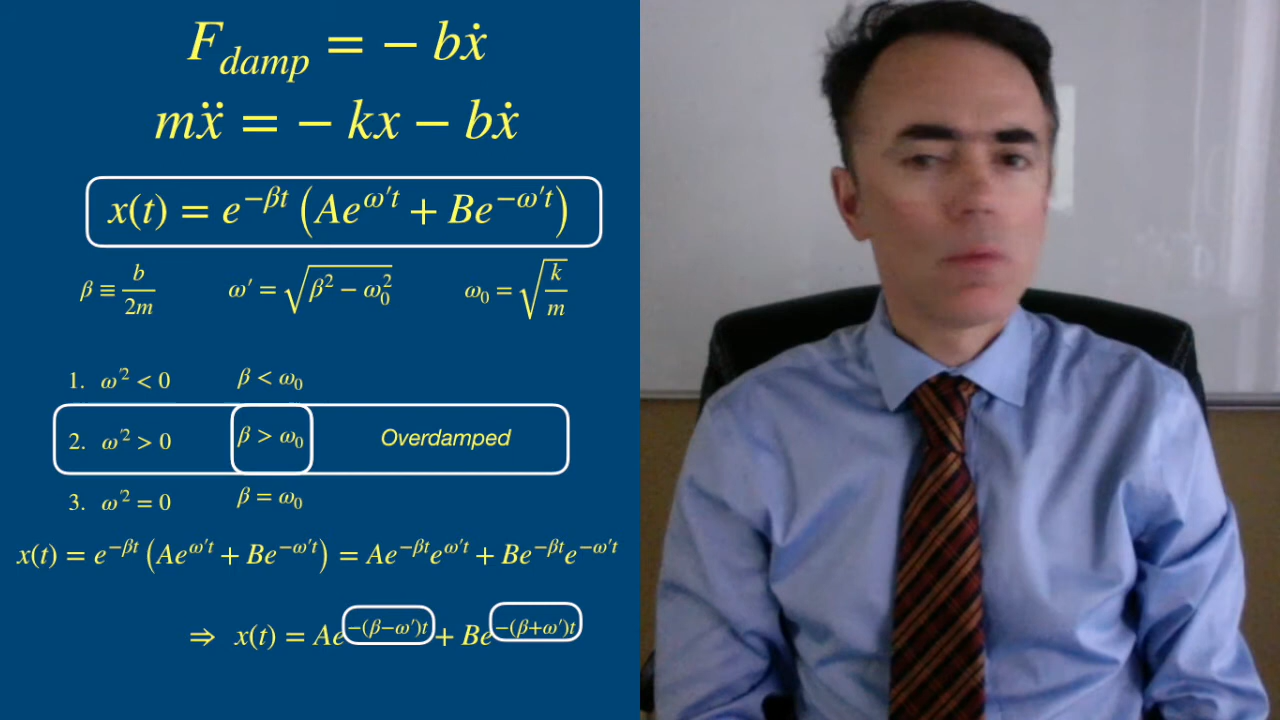 F_damp = − bẋ
mẍ = − kx − bẋ
x(t) = e^{−βt} (Ae^{ω′t} + Be^{−ω′t})
β ≡ b/2m    ω′ = √(β² − ω₀²)    ω₀ = √(k/m)
1. ω′² < 0    β < ω₀
2. ω′² > 0    β > ω₀    Overdamped
3. ω′² = 0    β = ω₀
x(t) = e^{−βt} (Ae^{ω′t} + Be^{−ω′t}) = Ae^{−βt}e^{ω′t} + Be^{−βt}e^{−ω′t}
⇒ x(t) = Ae^{−(β−ω′)t} + Be^{−(β+ω′)t}